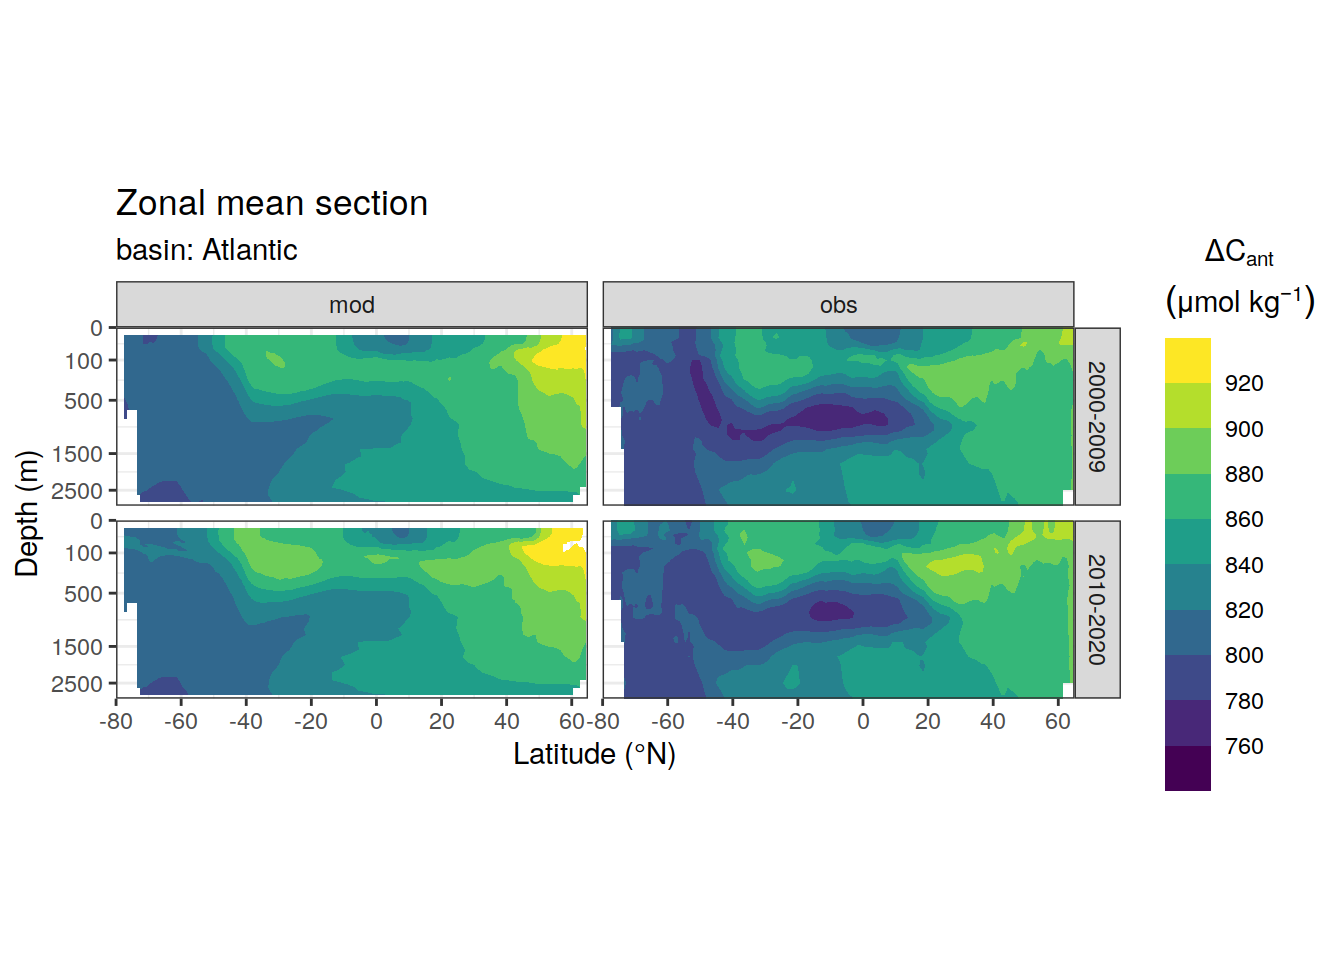 Zonal mean section
basin: Atlantic
mod
obs
0
100
500
1500
2500
2000-2009
0
100
500
1500
2500
2010-2020
-80 -60 -40 -20 0 20 40 60
-80 -60 -40 -20 0 20 40 60
Depth (m)
Latitude (°N)
ΔCant
(μmol kg−1)
920
900
880
860
840
820
800
780
760